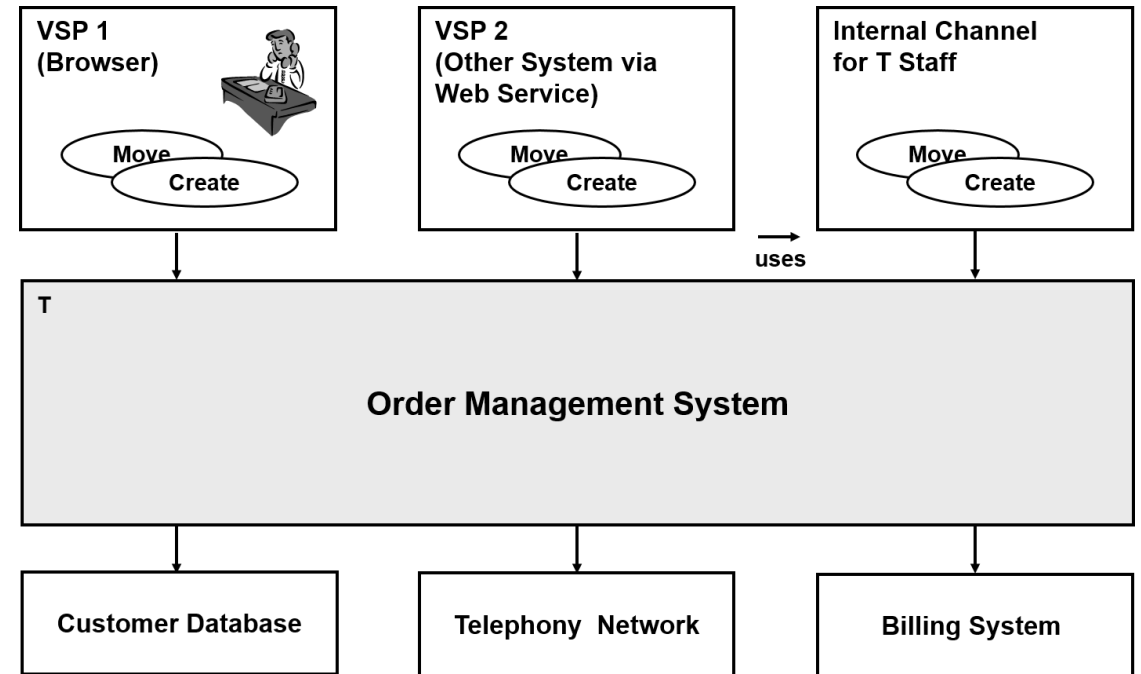 VSP 1
(Browser)
Move
Create
VSP 2
(Other System via
Web Service)
Move
Create
Internal Channel
for T Staff
Move
Create
uses
T
Order Management System
Customer Database
Telephony Network
Billing System